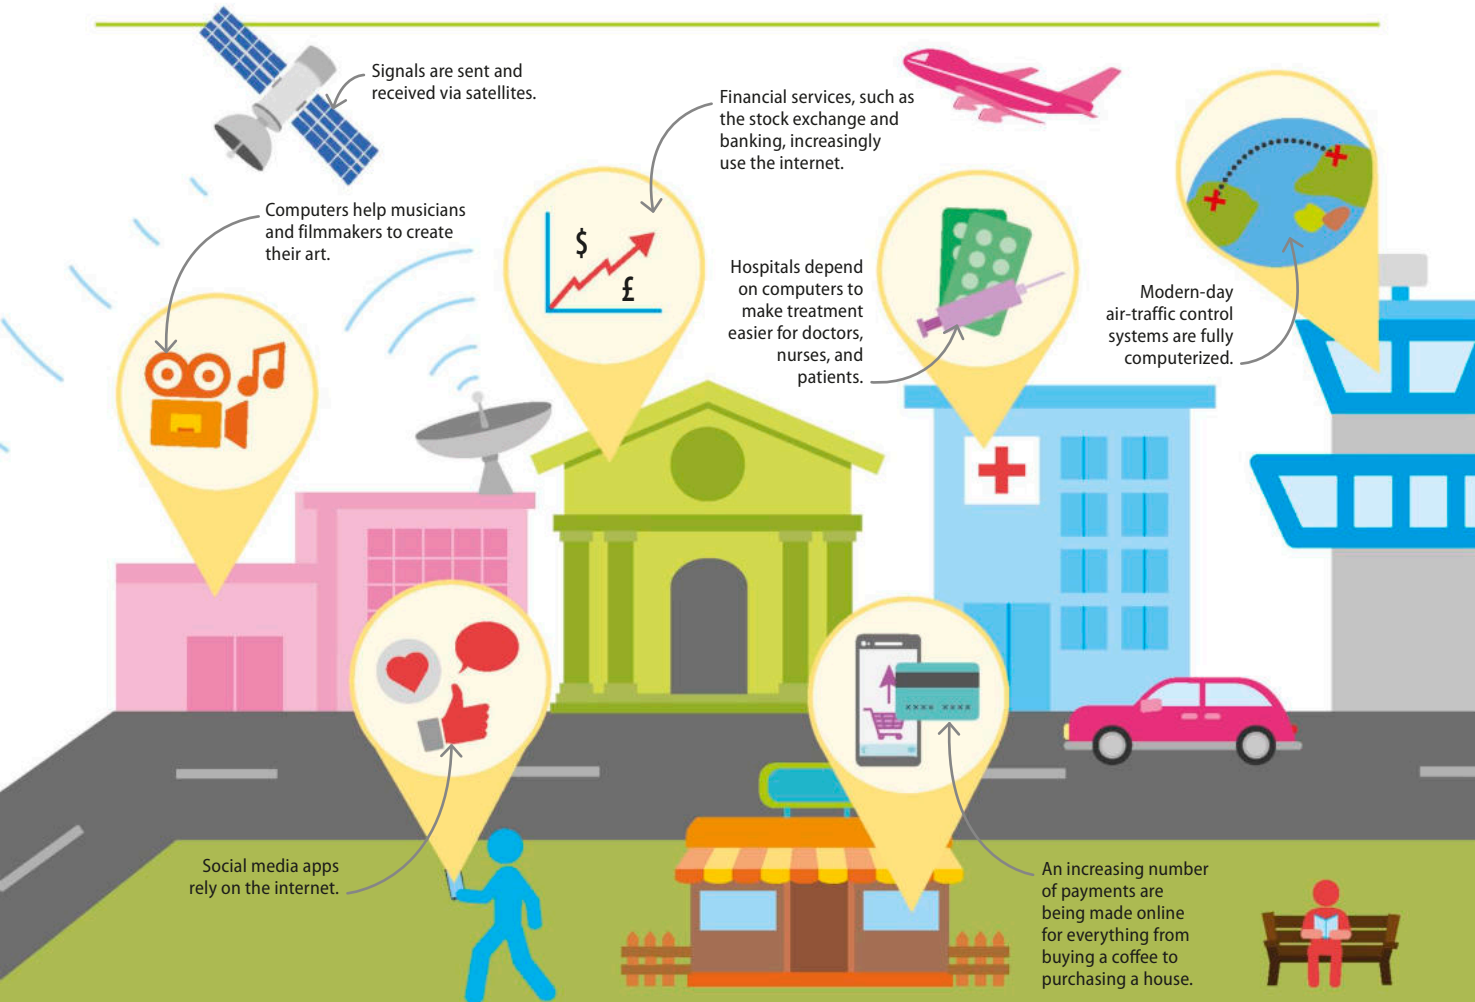 Signals are sent and
received via satellites.
Financial services, such as
the stock exchange and
banking, increasingly
use the internet.
Computers help musicians
and filmmakers to create
their art.
$
£
Hospitals depend
on computers to
make treatment
easier for doctors,
nurses, and
patients.
Modern-day
air-traffic control
systems are fully
computerized.
xxxx xxxx
Social media apps
rely on the internet.
An increasing number
of payments are
being made online
for everything from
buying a coffee to
purchasing a house.